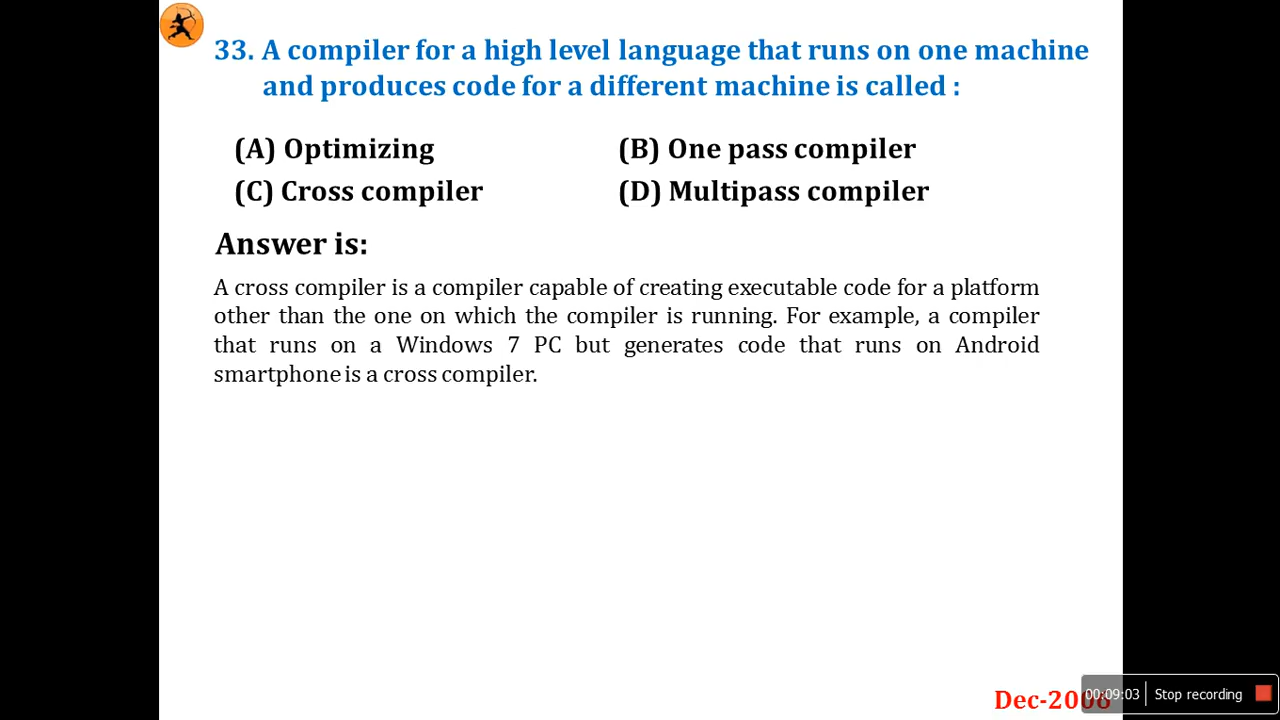 33. A compiler for a high level language that runs on one machine
and produces code for a different machine is called :
(A) Optimizing
(B) One pass compiler
(C) Cross compiler
(D) Multipass compiler
Answer is:
A cross compiler is a compiler capable of creating executable code for a platform
other than the one on which the compiler is running. For example, a compiler
that runs on a Windows 7 PC but generates code that runs on Android
smartphone is a cross compiler.
00:09:03 Stop recording